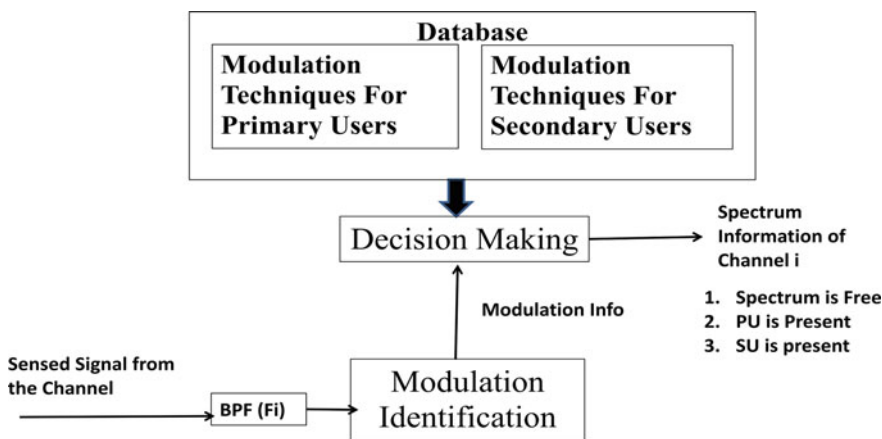 Database
Modulation
Techniques For
Primary Users
Modulation
Techniques For
Secondary Users
Decision Making
Spectrum
Information of
Channel i
1. Spectrum is Free
2. PU is Present
3. SU is present
Modulation Info
Sensed Signal from
the Channel
BPF (Fi)
Modulation
Identification